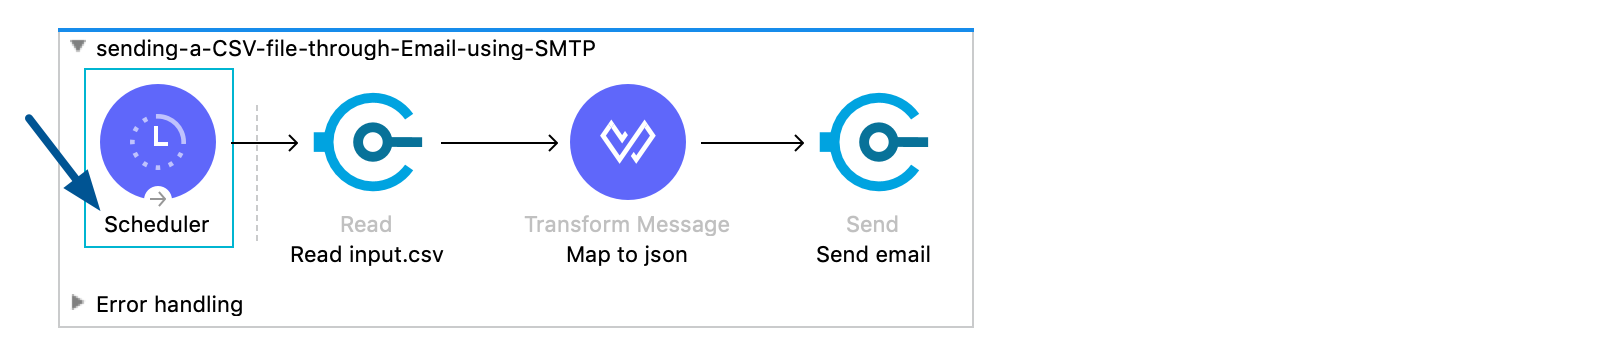 sending-a-CSV-file-through-Email-using-SMTP
Scheduler
Read
Read input.csv
Transform Message
Map to json
Send
Send email
Error handling